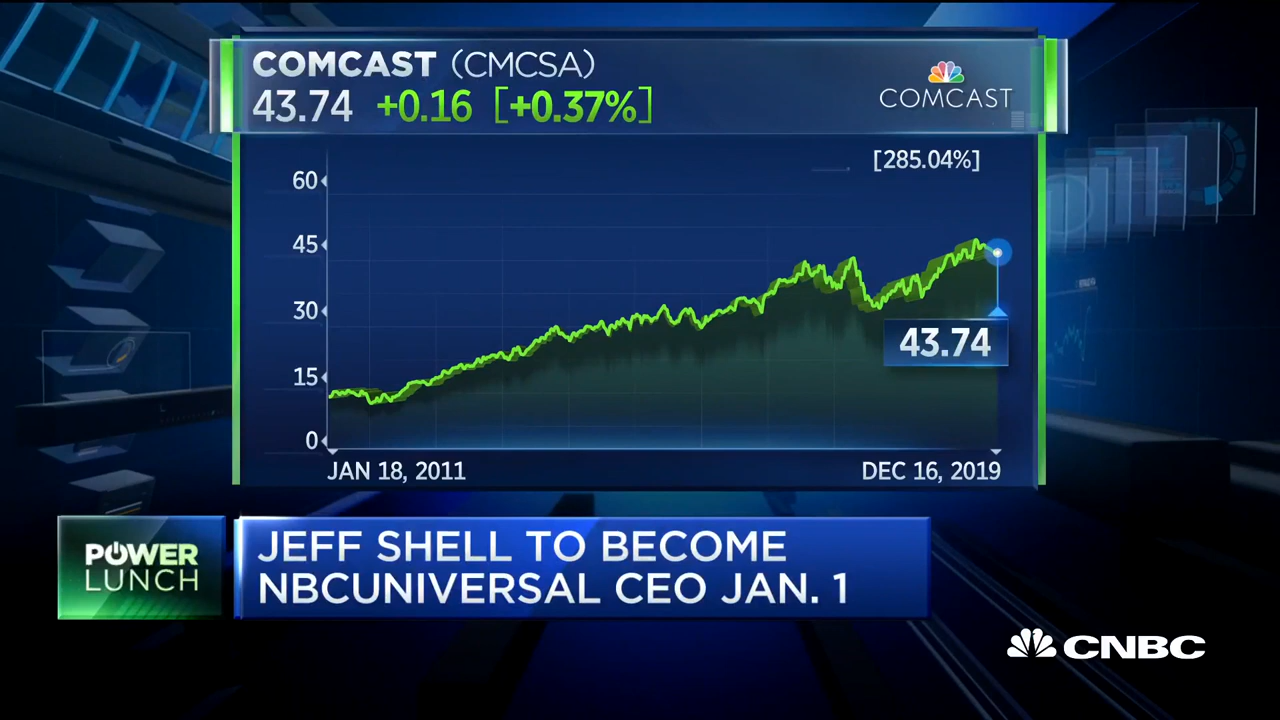 COMCAST (CMCSA)
43.74 +0.16 [+0.37%]
COMCAST
[285.04%]
60
45
30
15
0
43.74
JAN 18, 2011
DEC 16, 2019
POWER
LUNCH
JEFF SHELL TO BECOME
NBCUNIVERSAL CEO JAN. 1
CNBC